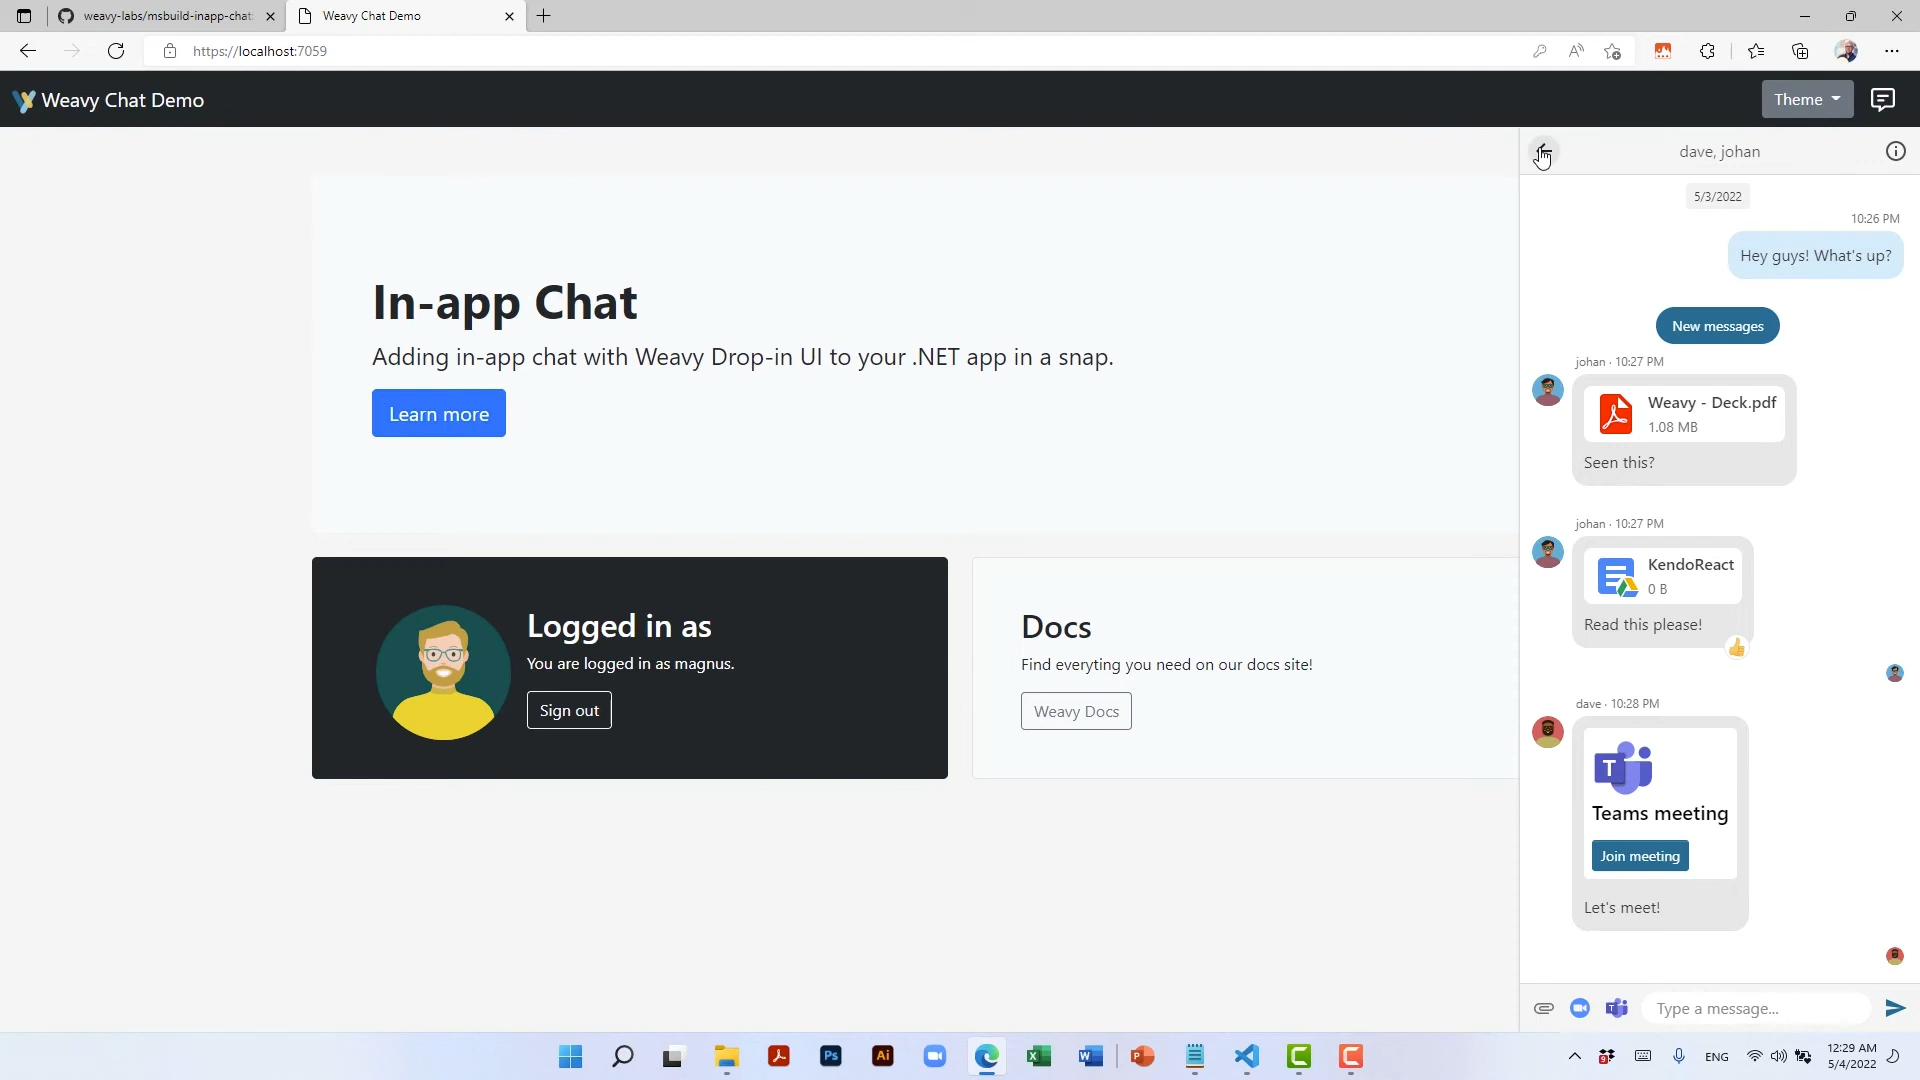 weavy-labs/msbuild-inapp-chat
Weavy Chat Demo
https://localhost:7059
Weavy Chat Demo
Theme
dave, johan
5/3/2022
10:26 PM
Hey guys! What's up?
New messages
johan · 10:27 PM
Weavy - Deck.pdf
1.08 MB
Seen this?
johan · 10:27 PM
KendoReact
0 B
Read this please!
dave · 10:28 PM
T
Teams meeting
Join meeting
Let's meet!
Type a message...
In-app Chat
Adding in-app chat with Weavy Drop-in UI to your .NET app in a snap.
Learn more
Logged in as
You are logged in as magnus.
Sign out
Docs
Find everyting you need on our docs site!
Weavy Docs
Ps
Ai
ENG
12:29 AM
5/4/2022